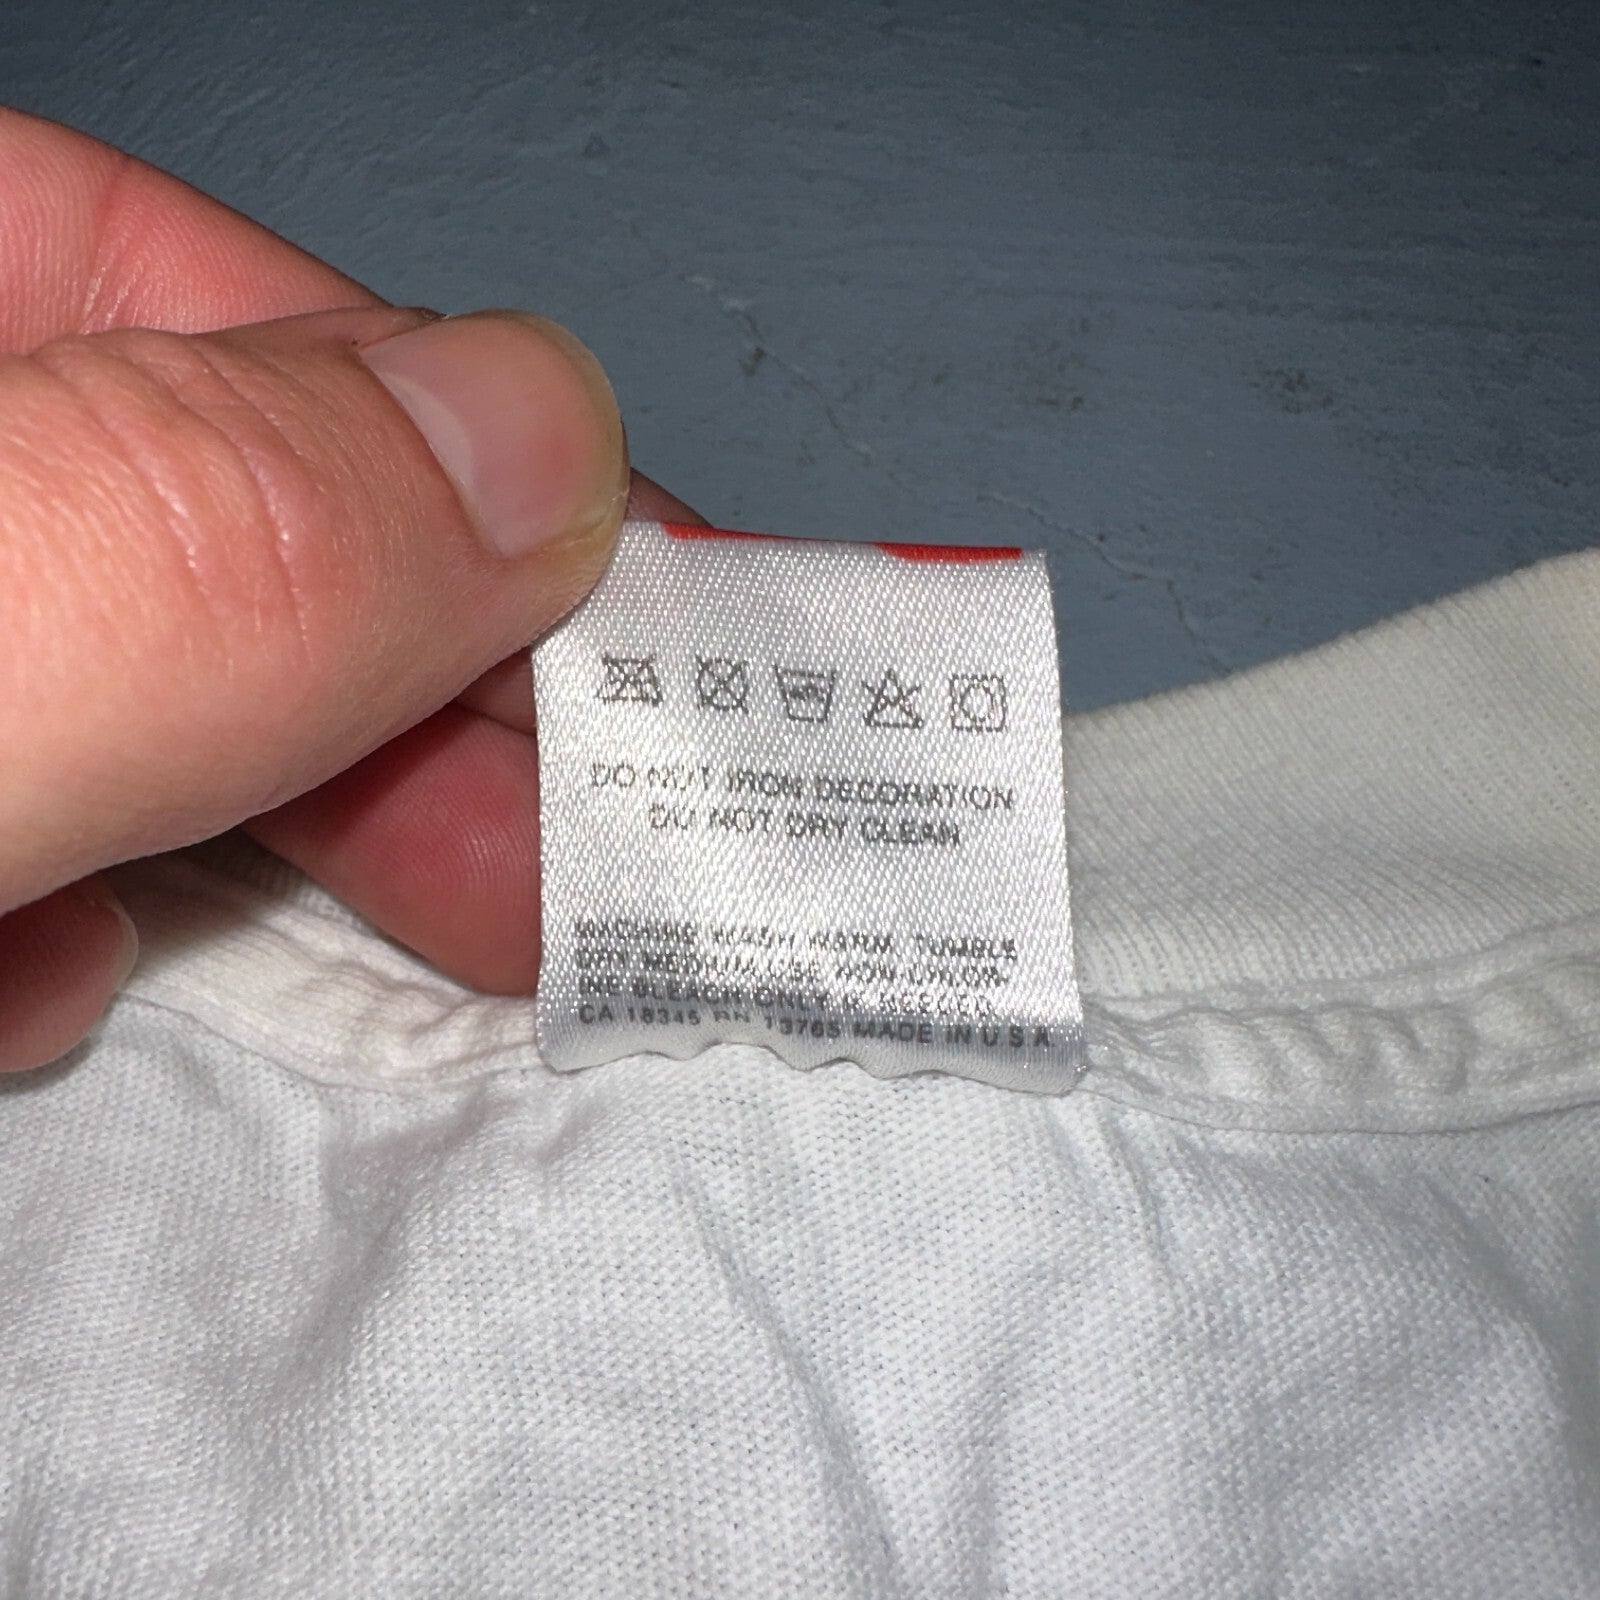 DO NOT IRON DECORATION
DO NOT DRY CLEAN
MACHINE WASH WARM, TUMBLE
DRY MEDIUM, USE NON-CHLOR-
INE BLEACH ONLY IF NEEDED.
CA 18345 RN 13765 MADE IN U.S.A.